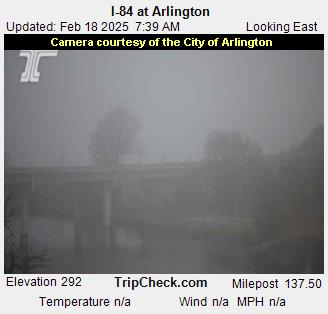 I-84 at Arlington
Updated: Feb 18 2025 7:39 AM Looking East
Camera courtesy of the City of Arlington
Elevation 292 TripCheck.com Milepost 137.50
Temperature n/a Wind n/a MPH n/a